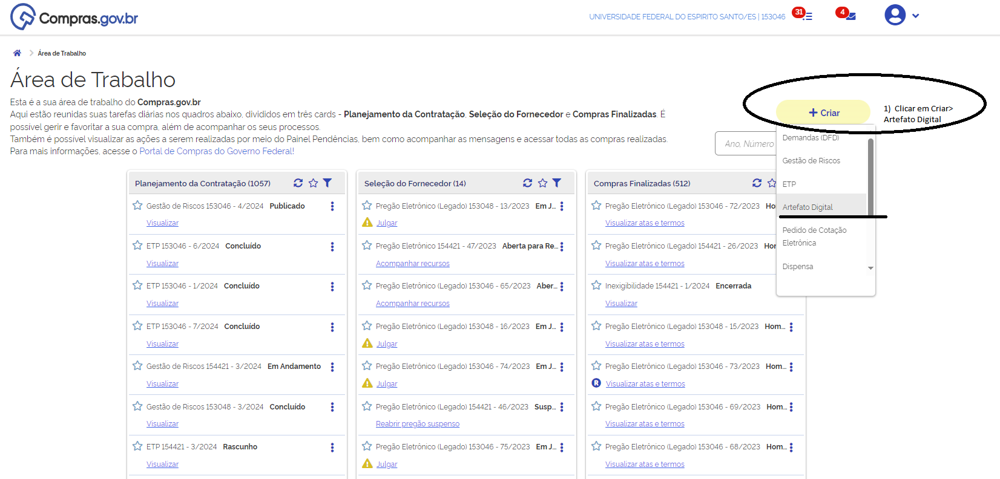 Compras.gov.br
UNIVERSIDADE FEDERAL DO ESPIRITO SANTO/ES | 153046
31
4
Área de Trabalho
Área de Trabalho
Esta é a sua área de trabalho do Compras.gov.br
Aqui estão reunidas suas tarefas diárias nos quadros abaixo, divididos em três cards - Planejamento da Contratação, Seleção do Fornecedor e Compras Finalizadas. É
possível gerir e favoritar a sua compra, além de acompanhar os seus processos.
Também é possível visualizar as ações a serem realizadas por meio do Painel Pendências, bem como acompanhar as mensagens e acessar todas as compras realizadas.
Para mais informações, acesse o Portal de Compras do Governo Federal!
Criar
1) Clicar em Criar>
Artefato Digital
Ano, Número
Demandas (DFD)
Gestão de Riscos
ETP
Artefato Digital
Pedido de Cotação
Eletrônica
Dispensa
Planejamento da Contratação (1057)
Gestão de Riscos 153046 - 4/2024 Publicado
Visualizar
ETP 153046 - 6/2024 Concluído
Visualizar
ETP 153046 - 1/2024 Concluído
Visualizar
ETP 153046 - 7/2024 Concluído
Visualizar
Gestão de Riscos 154421 - 3/2024 Em Andamento
Visualizar
Gestão de Riscos 153048 - 3/2024 Concluído
Visualizar
ETP 154421 - 3/2024 Rascunho
Visualizar
Seleção do Fornecedor (14)
Pregão Eletrônico (Legado) 153048 - 13/2023 Em J...
Julgar
Pregão Eletrônico 154421 - 47/2023 Aberta para Re...
Acompanhar recursos
Pregão Eletrônico (Legado) 153046 - 65/2023 Aber...
Acompanhar recursos
Pregão Eletrônico (Legado) 153048 - 16/2023 Em J...
Julgar
Pregão Eletrônico (Legado) 153046 - 74/2023 Em J...
Julgar
Pregão Eletrônico (Legado) 154421 - 46/2023 Susp...
Reabrir pregão suspenso
Pregão Eletrônico (Legado) 153046 - 75/2023 Em J...
Julgar
Compras Finalizadas (512)
Pregão Eletrônico (Legado) 153046 - 72/2023 Ho
Visualizar atas e termos
Pregão Eletrônico (Legado) 154421 - 26/2023 Hor
Visualizar atas e termos
Inexigibilidade 154421 - 1/2024 Encerrada
Visualizar
Pregão Eletrônico (Legado) 153048 - 15/2023 Hom...
Visualizar atas e termos
Pregão Eletrônico (Legado) 153046 - 73/2023 Hom...
R Visualizar atas e termos
Pregão Eletrônico (Legado) 153046 - 69/2023 Hom...
Visualizar atas e termos
Pregão Eletrônico (Legado) 153046 - 68/2023 Hom...
Visualizar atas e termos